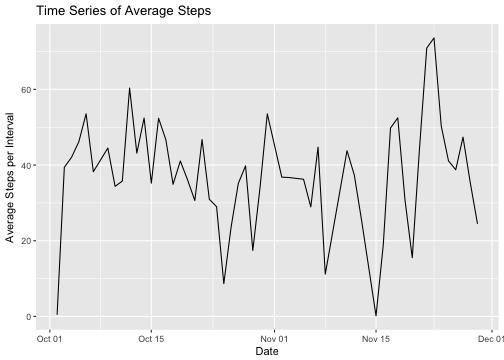 Time Series of Average Steps
Average Steps per Interval
60
40
20
0
Oct 01
Oct 15
Nov 01
Nov 15
Dec 01
Date